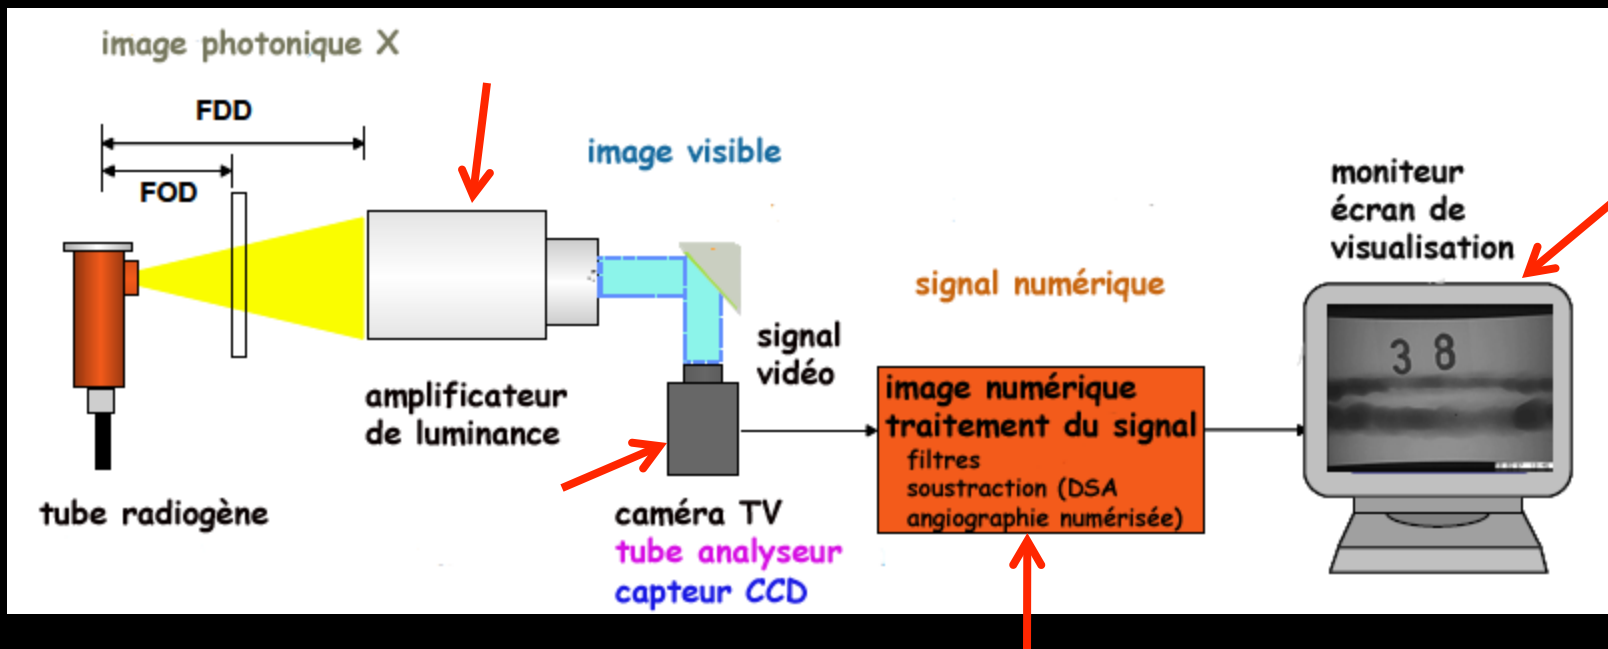 image photonique X
FDD
FOD
image visible
moniteur
écran de
visualisation
signal numérique
signal
vidéo
amplificateur
de luminance
image numérique
traitement du signal
filtres
soustraction (DSA
angiographie numérisée)
3 8
tube radiogène
caméra TV
tube analyseur
capteur CCD